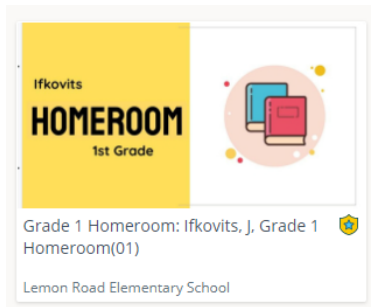 Ifkovits
HOMEROOM
1st Grade
Grade 1 Homeroom: Ifkovits, J, Grade 1
Homeroom(01)
Lemon Road Elementary School